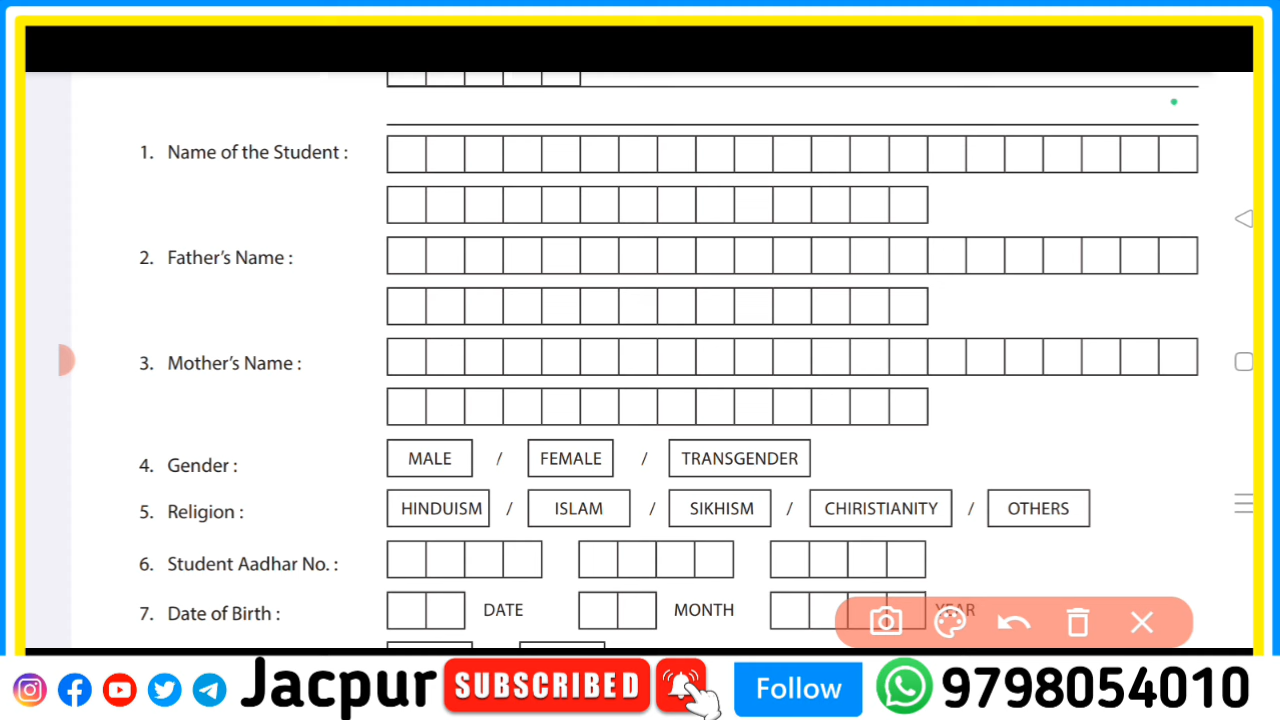 1. Name of the Student :
2. Father's Name :
3. Mother's Name :
4. Gender : MALE / FEMALE / TRANSGENDER
5. Religion : HINDUISM / ISLAM / SIKHISM / CHIRISTIANITY / OTHERS
6. Student Aadhar No. :
7. Date of Birth : DATE MONTH YEAR
Jacpur SUBSCRIBED Follow 9798054010